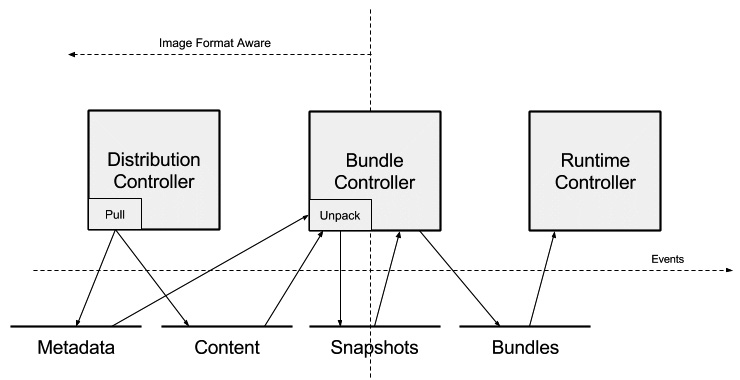 Image Format Aware
Distribution
Controller
Pull
Bundle
Controller
Unpack
Runtime
Controller
Events
Metadata
Content
Snapshots
Bundles